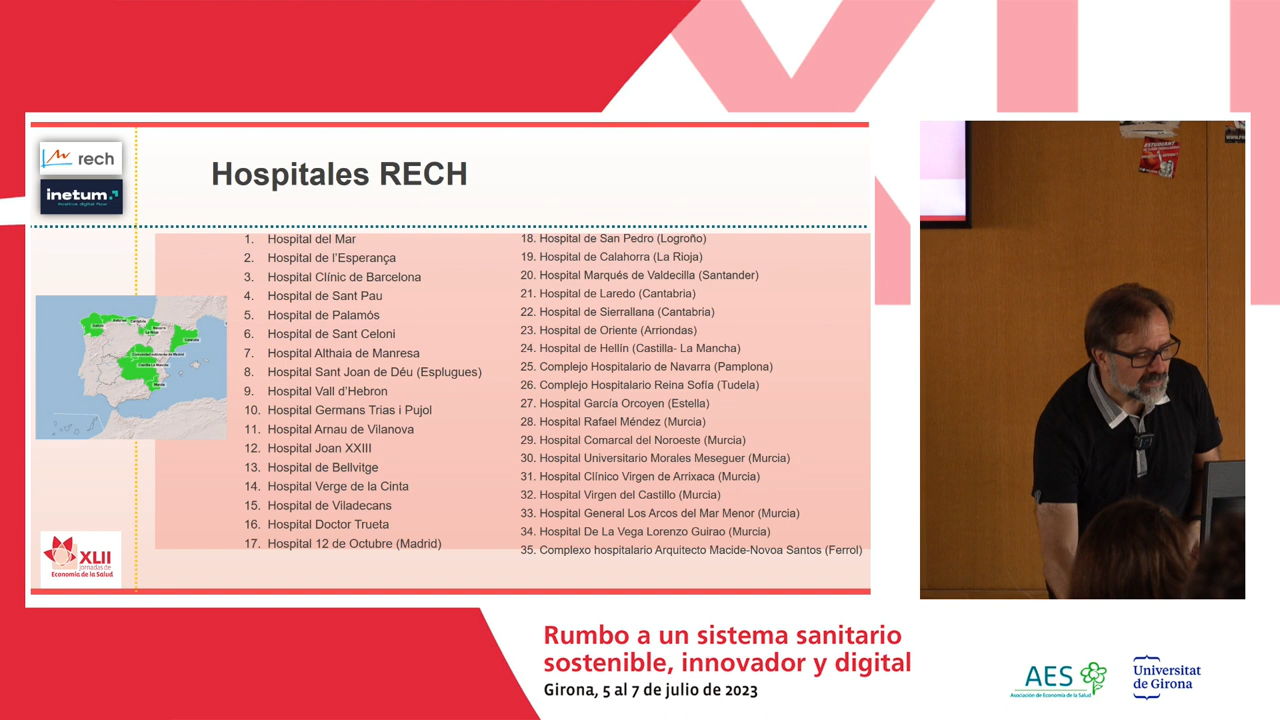 rech
inetum.
Positive digital flow
Hospitales RECH
1. Hospital del Mar
2. Hospital de l'Esperança
3. Hospital Clínic de Barcelona
4. Hospital de Sant Pau
5. Hospital de Palamós
6. Hospital de Sant Celoni
7. Hospital Althaia de Manresa
8. Hospital Sant Joan de Déu (Esplugues)
9. Hospital Vall d'Hebron
10. Hospital Germans Trias i Pujol
11. Hospital Arnau de Vilanova
12. Hospital Joan XXIII
13. Hospital de Bellvitge
14. Hospital Verge de la Cinta
15. Hospital de Viladecans
16. Hospital Doctor Trueta
17. Hospital 12 de Octubre (Madrid)
18. Hospital de San Pedro (Logroño)
19. Hospital de Calahorra (La Rioja)
20. Hospital Marqués de Valdecilla (Santander)
21. Hospital de Laredo (Cantabria)
22. Hospital de Sierrallana (Cantabria)
23. Hospital de Oriente (Arriondas)
24. Hospital de Hellín (Castilla- La Mancha)
25. Complejo Hospitalario de Navarra (Pamplona)
26. Complejo Hospitalario Reina Sofía (Tudela)
27. Hospital García Orcoyen (Estella)
28. Hospital Rafael Méndez (Murcia)
29. Hospital Comarcal del Noroeste (Murcia)
30. Hospital Universitario Morales Meseguer (Murcia)
31. Hospital Clínico Virgen de Arrixaca (Murcia)
32. Hospital Virgen del Castillo (Murcia)
33. Hospital General Los Arcos del Mar Menor (Murcia)
34. Hospital De La Vega Lorenzo Guirao (Murcia)
35. Complexo hospitalario Arquitecto Macide-Novoa Santos (Ferrol)
XLII
Jornadas de
Economía de la Salud
ESTUDIANT
Rumbo a un sistema sanitario
sostenible, innovador y digital
Girona, 5 al 7 de julio de 2023
AES
Asociación de Economía de la Salud
Universitat
de Girona